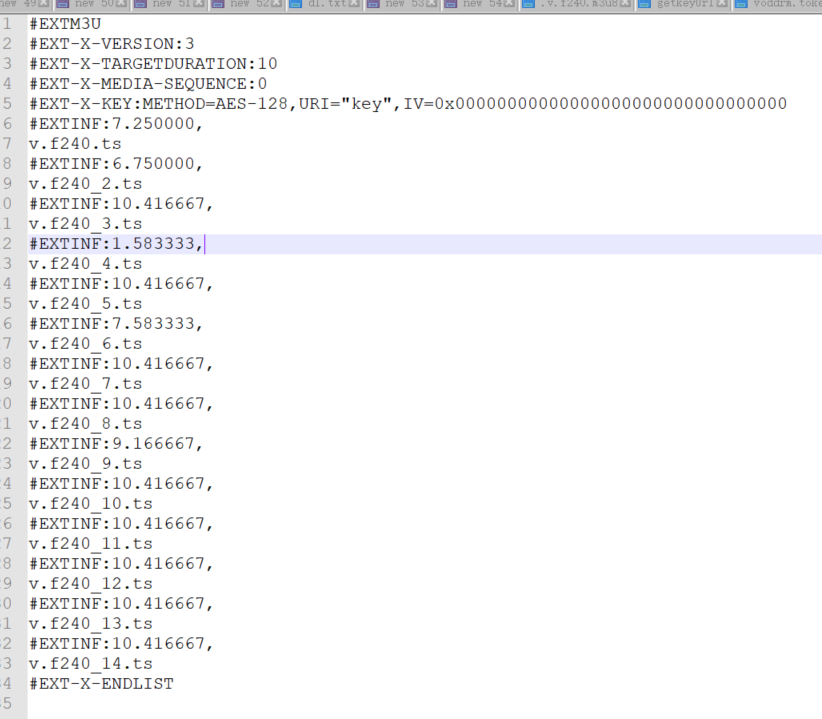 new 49 new 50 new 51 new 52 dl.txt new 53 new 54 .v.f240.m3u8 getkeyUrl voddrm.toke
1 #EXTM3U
2 #EXT-X-VERSION:3
3 #EXT-X-TARGETDURATION:10
4 #EXT-X-MEDIA-SEQUENCE:0
5 #EXT-X-KEY:METHOD=AES-128,URI="key",IV=0x00000000000000000000000000000000
6 #EXTINF:7.250000,
7 v.f240.ts
8 #EXTINF:6.750000,
9 v.f240_2.ts
0 #EXTINF:10.416667,
1 v.f240_3.ts
2 #EXTINF:1.583333,
3 v.f240_4.ts
4 #EXTINF:10.416667,
5 v.f240_5.ts
6 #EXTINF:7.583333,
7 v.f240_6.ts
8 #EXTINF:10.416667,
9 v.f240_7.ts
0 #EXTINF:10.416667,
1 v.f240_8.ts
2 #EXTINF:9.166667,
3 v.f240_9.ts
4 #EXTINF:10.416667,
5 v.f240_10.ts
6 #EXTINF:10.416667,
7 v.f240_11.ts
8 #EXTINF:10.416667,
9 v.f240_12.ts
0 #EXTINF:10.416667,
1 v.f240_13.ts
2 #EXTINF:10.416667,
3 v.f240_14.ts
4 #EXT-X-ENDLIST
5